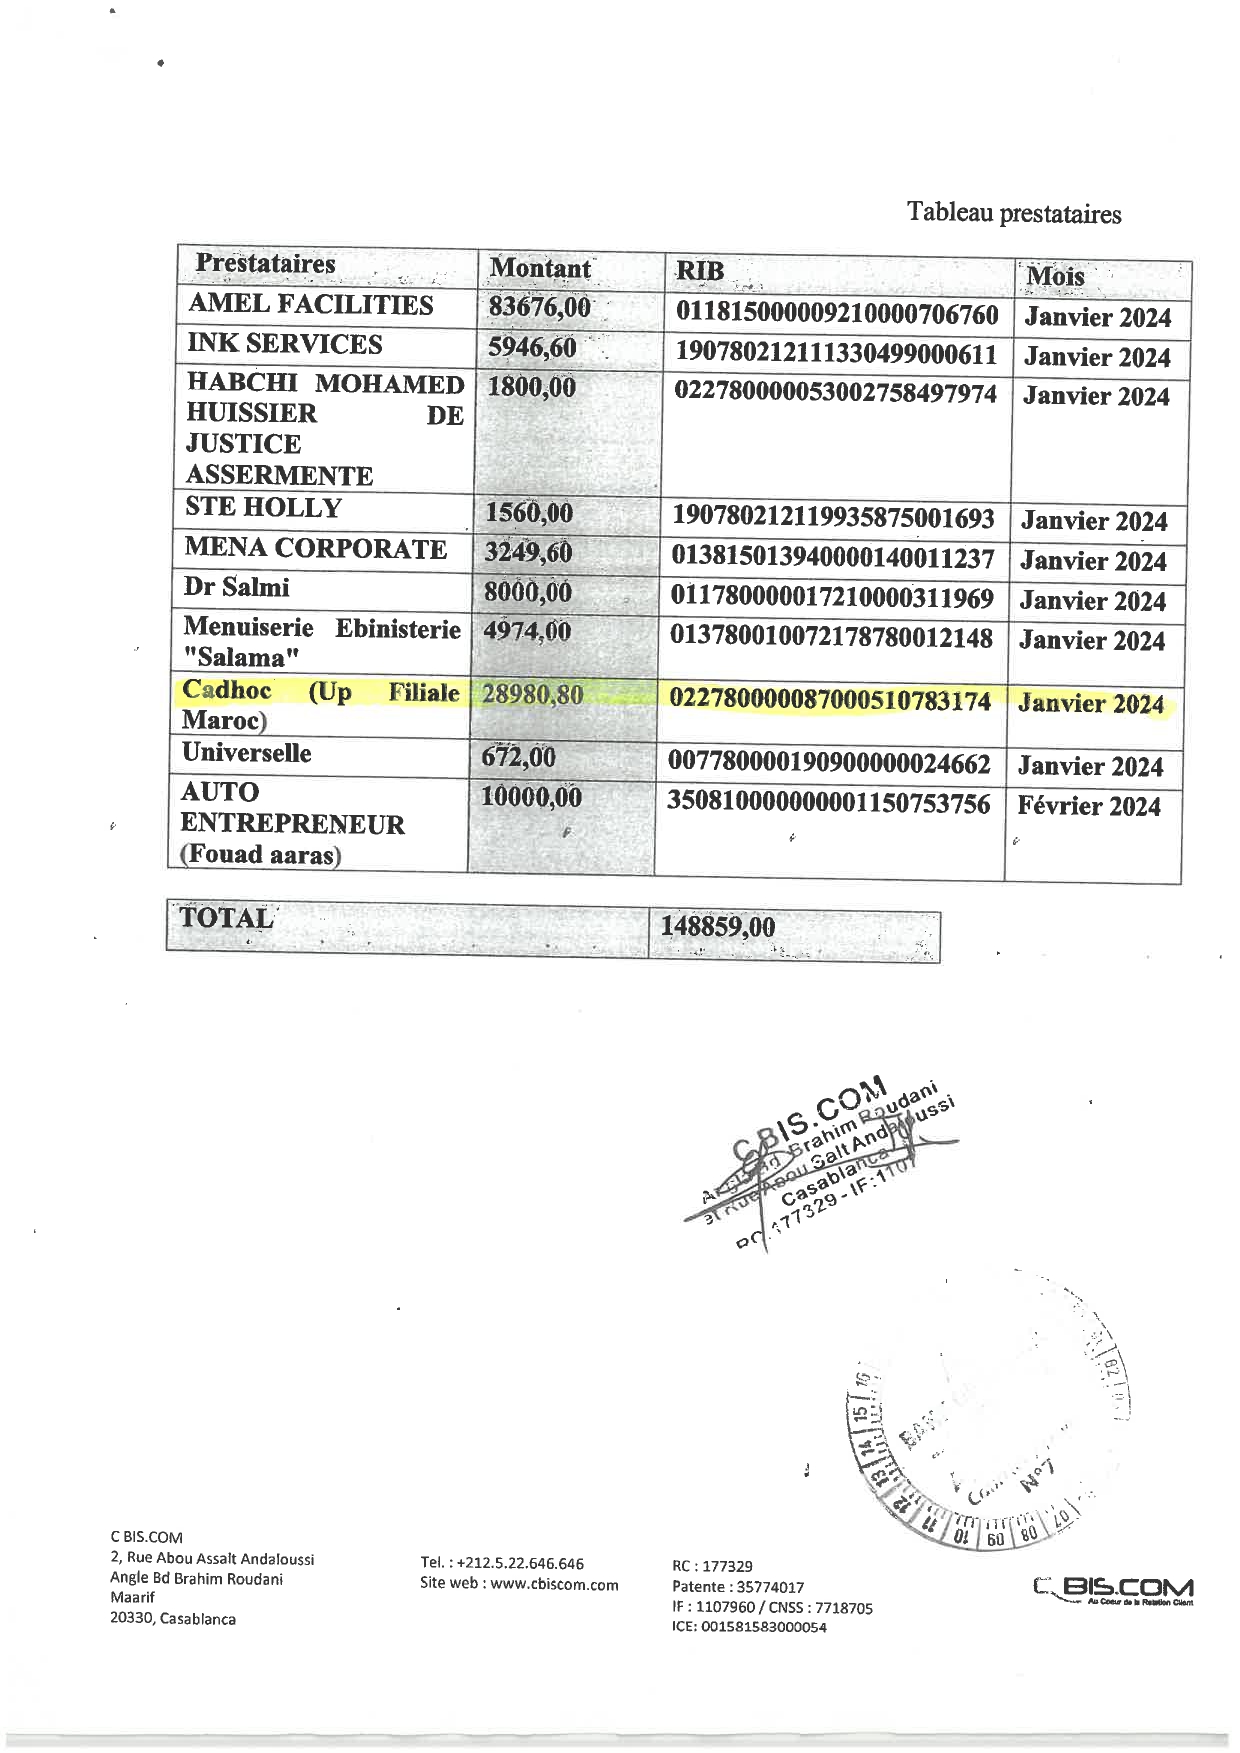 Tableau prestataires
Prestataires Montant RIB Mois
AMEL FACILITIES 83676,00 011815000009210000706760 Janvier 2024
INK SERVICES 5946,60 190780212111330499000611 Janvier 2024
HABCHI MOHAMED 1800,00 022780000053002758497974 Janvier 2024
HUISSIER DE
JUSTICE
ASSERMENTE
STE HOLLY 1560,00 190780212119935875001693 Janvier 2024
MENA CORPORATE 3249,60 013815013940000140011237 Janvier 2024
Dr Salmi 8000,00 011780000017210000311969 Janvier 2024
Menuiserie Ebinisterie 4974,00 013780010072178780012148 Janvier 2024
"Salama"
Cadhoc (Up Filiale 28980,80 022780000087000510783174 Janvier 2024
Maroc)
Universelle 672,00 007780000190900000024662 Janvier 2024
AUTO 10000,00 350810000000001150753756 Février 2024
ENTREPRENEUR
(Fouad aaras)
TOTAL 148859,00
C BIS.COM
Brahim Roudani
Salt Andaloussi
Casablanca
177329 - IF:1107
16 15 14 13 12 11 10 09 08 07
N°7
C BIS.COM
2, Rue Abou Assalt Andaloussi
Angle Bd Brahim Roudani
Maarif
20330, Casablanca
Tel. : +212.5.22.646.646
Site web : www.cbiscom.com
RC : 177329
Patente : 35774017
IF : 1107960 / CNSS : 7718705
ICE: 001581583000054
C BIS.COM
Au Coeur de la Relation Client